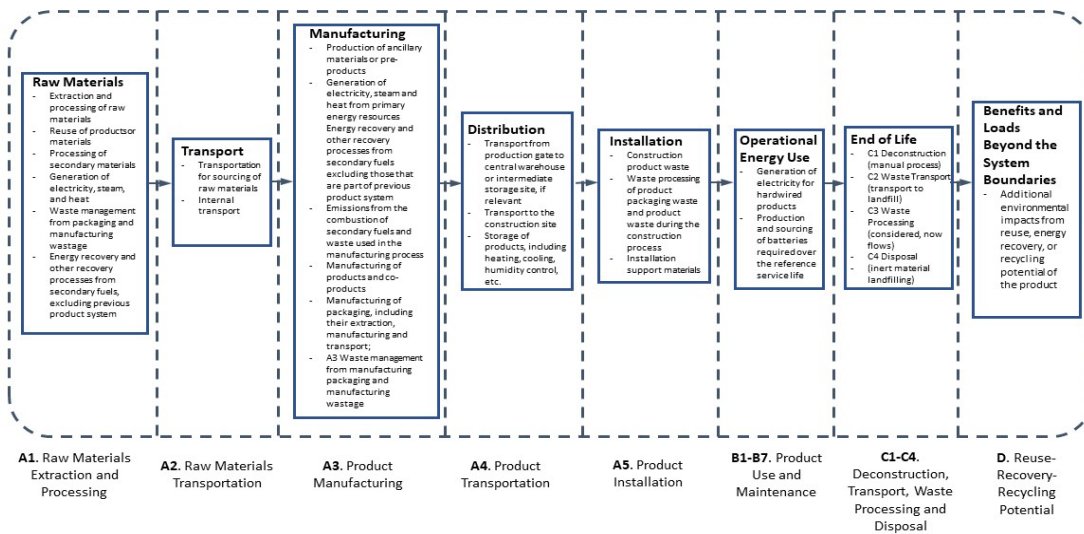 Raw Materials
- Extraction and
processing of raw
materials
- Reuse of productsor
materials
- Processing of
secondary materials
- Generation of
electricity, steam,
and heat
- Waste management
from packaging and
manufacturing
wastage
- Energy recovery and
other recovery
processes from
secondary fuels,
excluding previous
product system
Transport
- Transportation
for sourcing of
raw materials
- Internal
transport
Manufacturing
- Production of ancillary
materials or pre-
products
- Generation of
electricity, steam and
heat from primary
energy resources
Energy recovery and
other recovery
processes from
secondary fuels
excluding those that
are part of previous
product system
- Emissions from the
combustion of
secondary fuels and
waste used in the
manufacturing process
- Manufacturing of
products and co-
products
- Manufacturing of
packaging, including
their extraction,
manufacturing and
transport;
- A3 Waste management
from manufacturing
packaging and
manufacturing
wastage
Distribution
- Transport from
production gate to
central warehouse
or intermediate
storage site, if
relevant
- Transport to the
construction site
- Storage of
products, including
heating, cooling,
humidity control,
etc.
Installation
- Construction
product waste
- Waste processing of
product
packaging waste
and product
waste during the
construction
process
- Installation
support materials
Operational
Energy Use
- Generation of
electricity for
hardwired
products
- Production
and sourcing
of batteries
required over
the reference
service life
End of Life
- C1 Deconstruction
(manual process)
- C2 Waste Transport
- (transport to
landfill)
- C3 Waste
Processing
(considered, now
flows)
- C4 Disposal
- (inert material
landfilling)
Benefits and
Loads
Beyond the
System
Boundaries
- Additional
environmental
impacts from
reuse, energy
recovery, or
recycling
potential of
the product
A1. Raw Materials
Extraction and
Processing
A2. Raw Materials
Transportation
A3. Product
Manufacturing
A4. Product
Transportation
A5. Product
Installation
B1-B7. Product
Use and
Maintenance
C1-C4.
Deconstruction,
Transport, Waste
Processing and
Disposal
D. Reuse-
Recovery-
Recycling
Potential